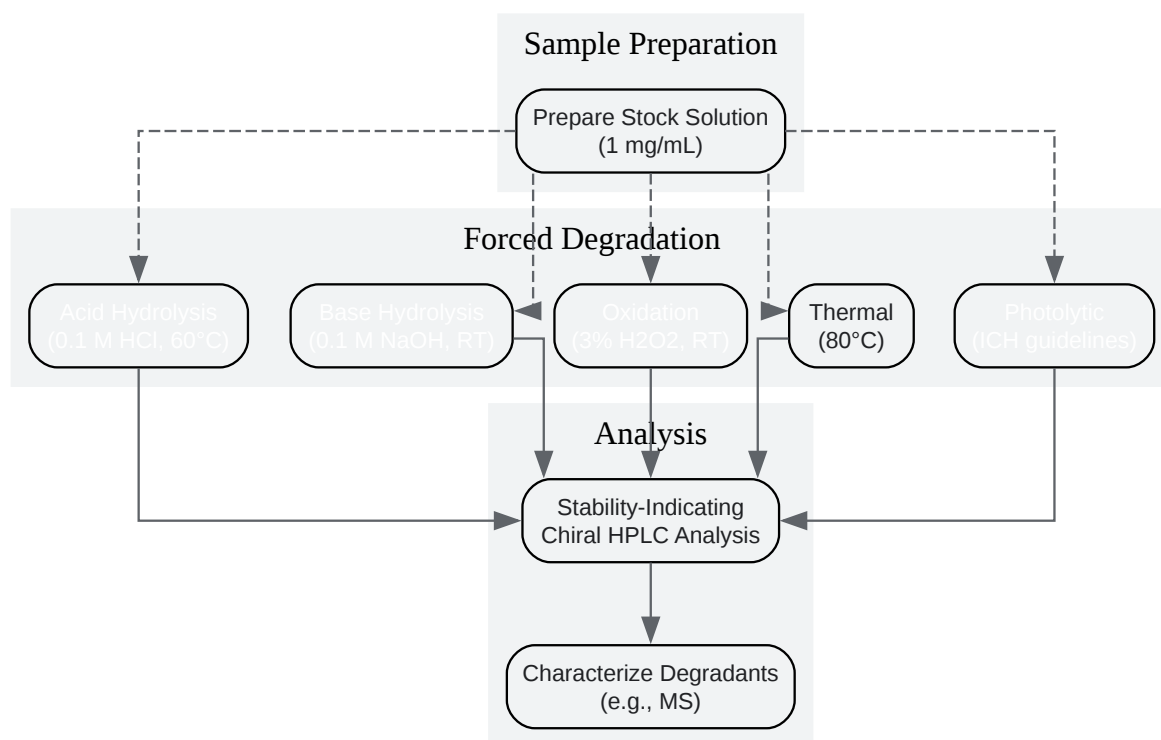 Sample Preparation
Prepare Stock Solution
(1 mg/mL)
Forced Degradation
Acid Hydrolysis
(0.1 M HCl, 60°C)
Base Hydrolysis
(0.1 M NaOH, RT)
Oxidation
(3% H2O2, RT)
Thermal
(80°C)
Photolytic
(ICH guidelines)
Analysis
Stability-Indicating
Chiral HPLC Analysis
Characterize Degradants
(e.g., MS)